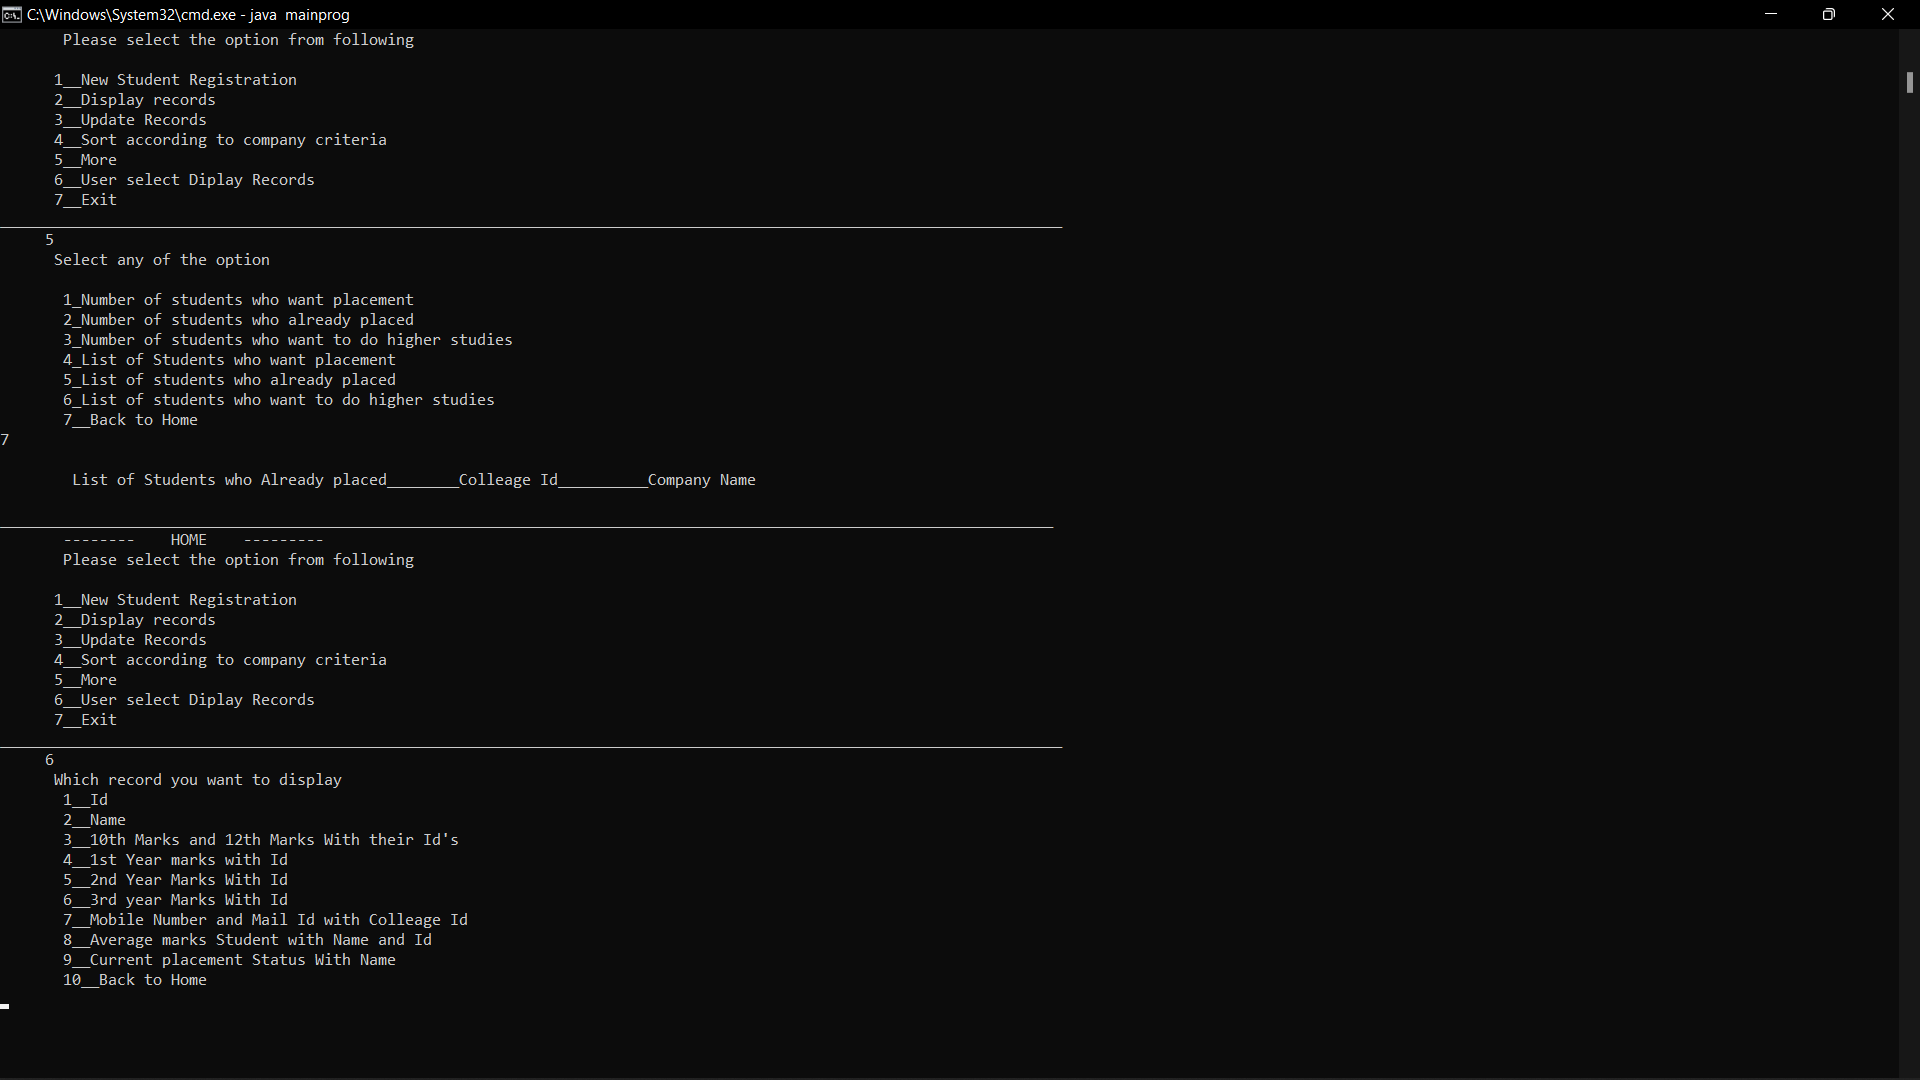 C:\Windows\System32\cmd.exe - java  mainprog
Please select the option from following
1__New Student Registration
2__Display records
3__Update Records
4__Sort according to company criteria
5__More
6__User select Diplay Records
7__Exit
5
Select any of the option
1_Number of students who want placement
2_Number of students who already placed
3_Number of students who want to do higher studies
4_List of Students who want placement
5_List of students who already placed
6_List of students who want to do higher studies
7__Back to Home
7
List of Students who Already placed________Colleage Id__________Company Name
--------    HOME    ---------
Please select the option from following
1__New Student Registration
2__Display records
3__Update Records
4__Sort according to company criteria
5__More
6__User select Diplay Records
7__Exit
6
Which record you want to display
1__Id
2__Name
3__10th Marks and 12th Marks With their Id's
4__1st Year marks with Id
5__2nd Year Marks With Id
6__3rd year Marks With Id
7__Mobile Number and Mail Id with Colleage Id
8__Average marks Student with Name and Id
9__Current placement Status With Name
10__Back to Home